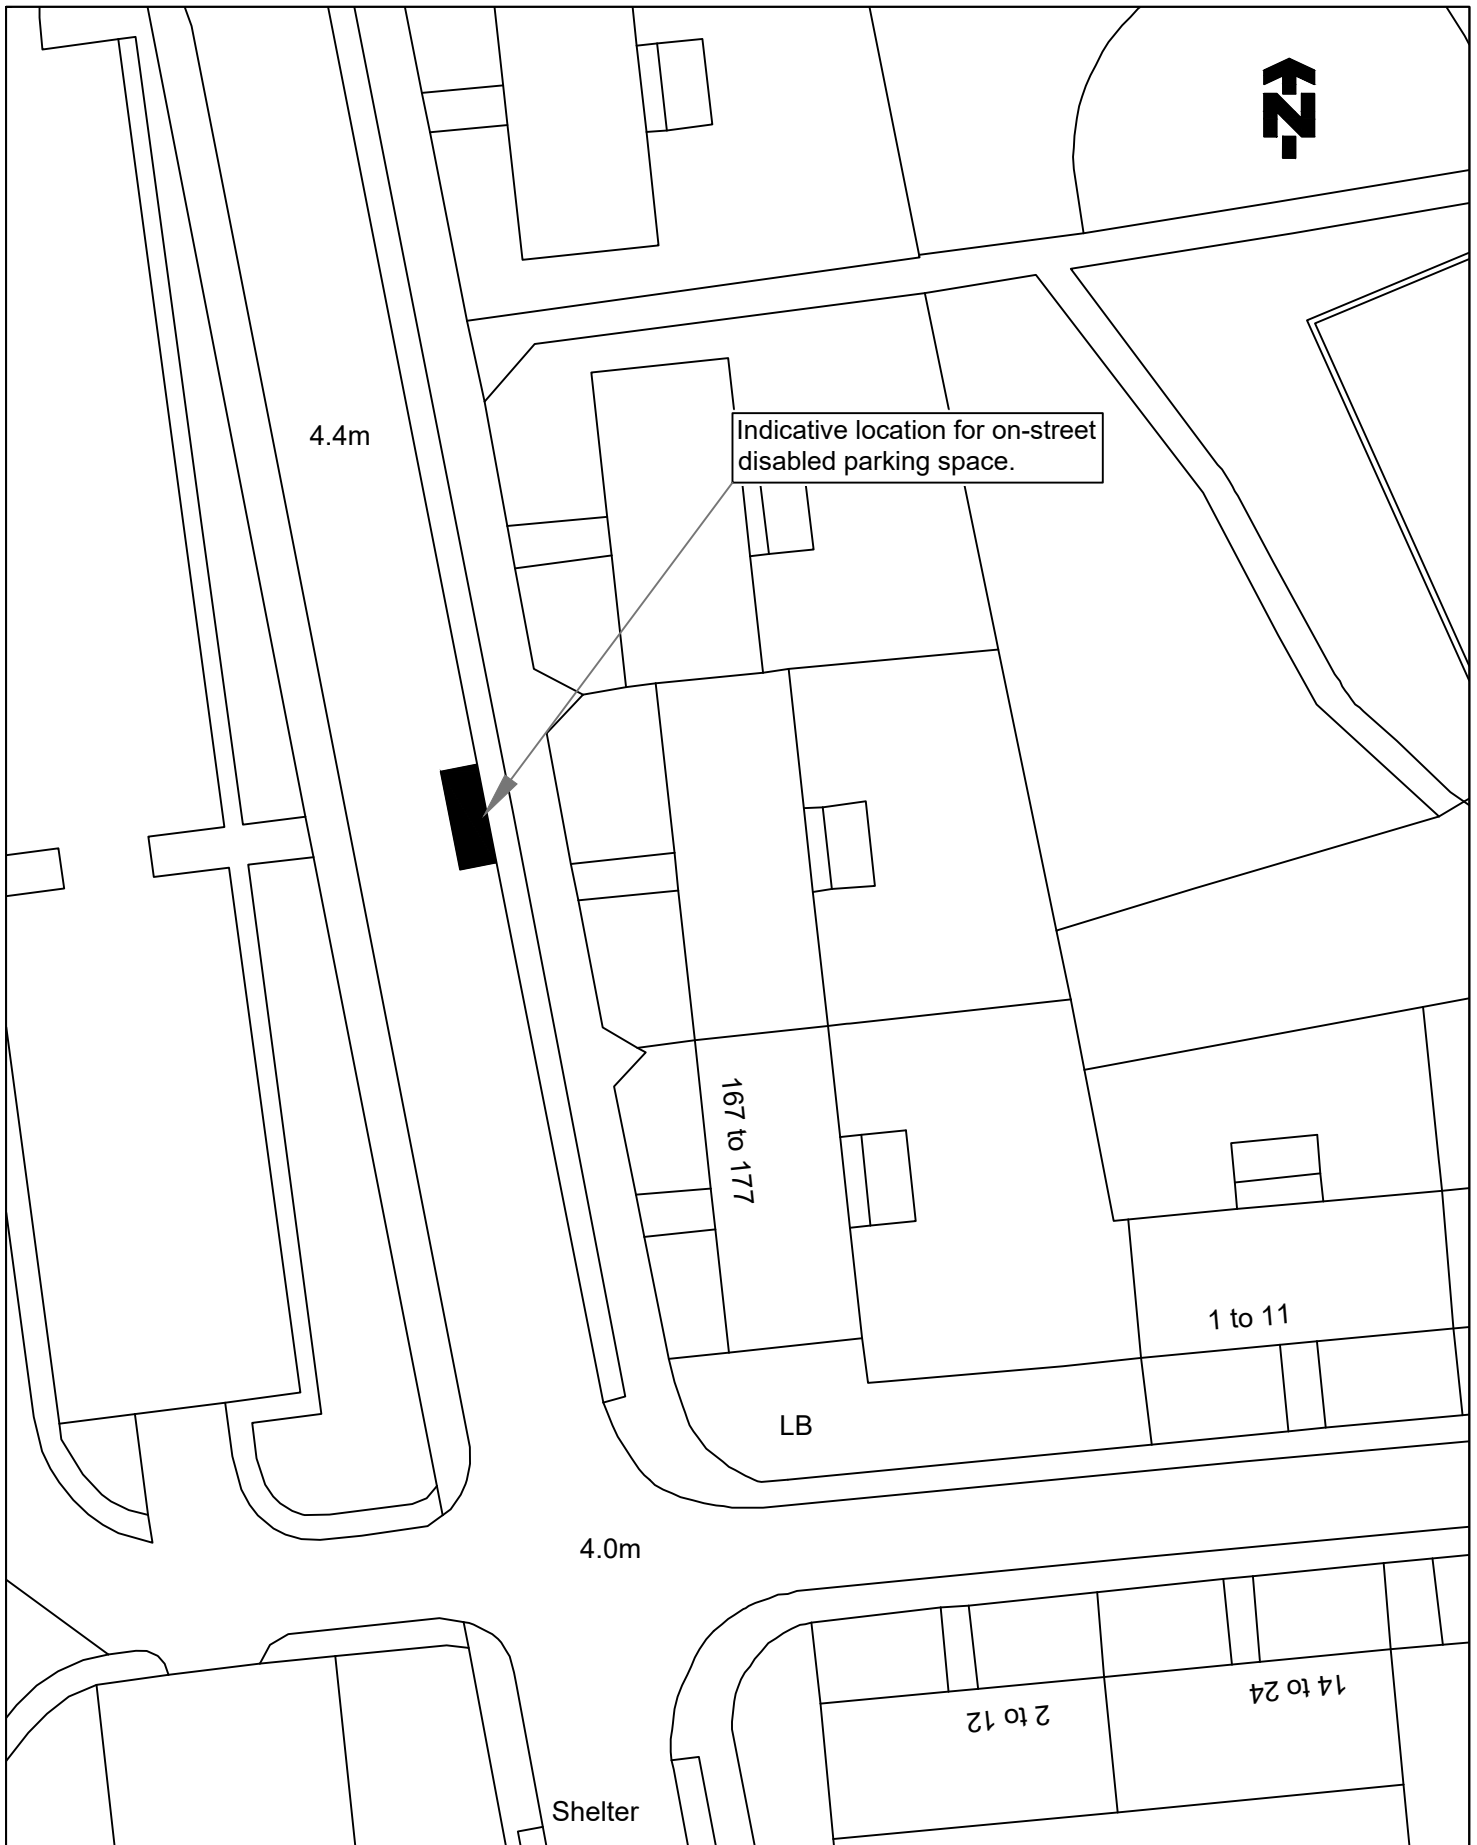 N
4.4m
Indicative location for on-street
disabled parking space.
167 to 177
1 to 11
LB
4.0m
14 to 24
2 to 12
Shelter